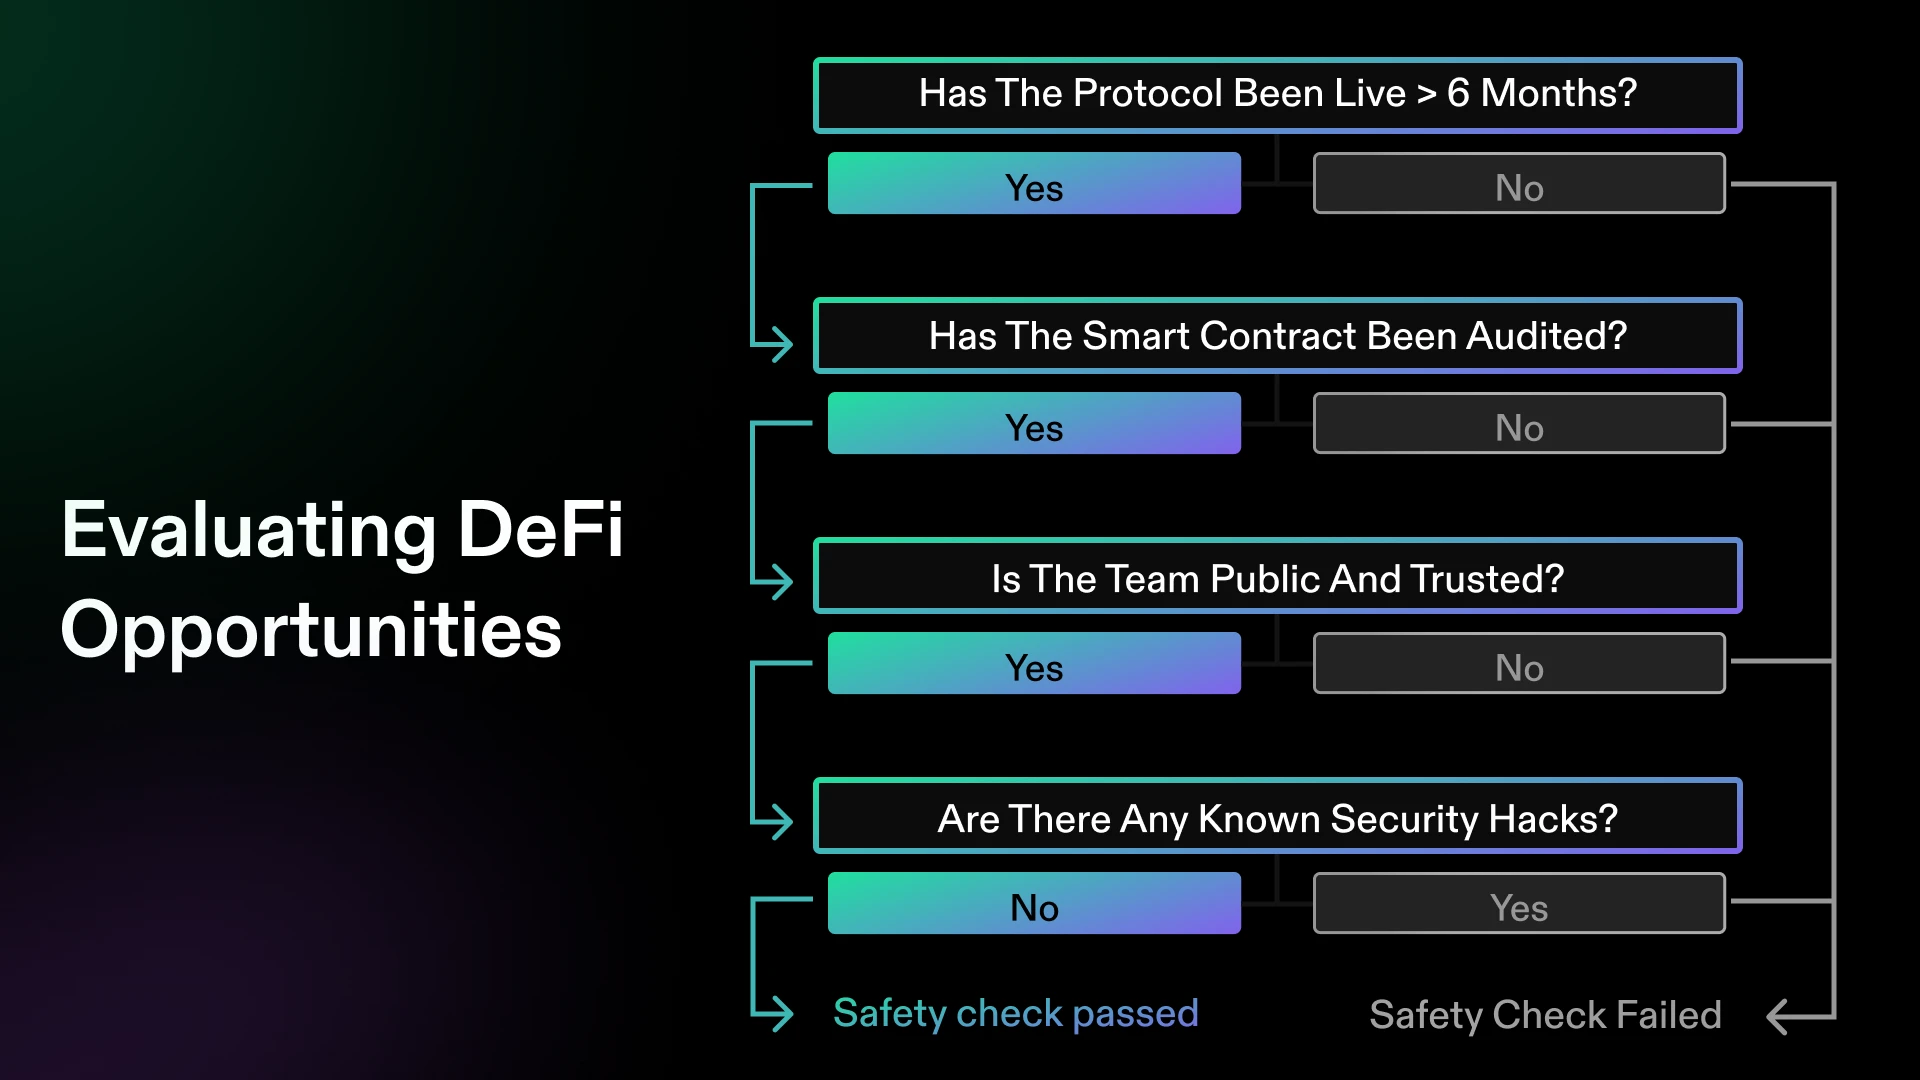 Evaluating DeFi
Opportunities
Has The Protocol Been Live > 6 Months?
Yes
No
Has The Smart Contract Been Audited?
Yes
No
Is The Team Public And Trusted?
Yes
No
Are There Any Known Security Hacks?
No
Yes
Safety check passed
Safety Check Failed